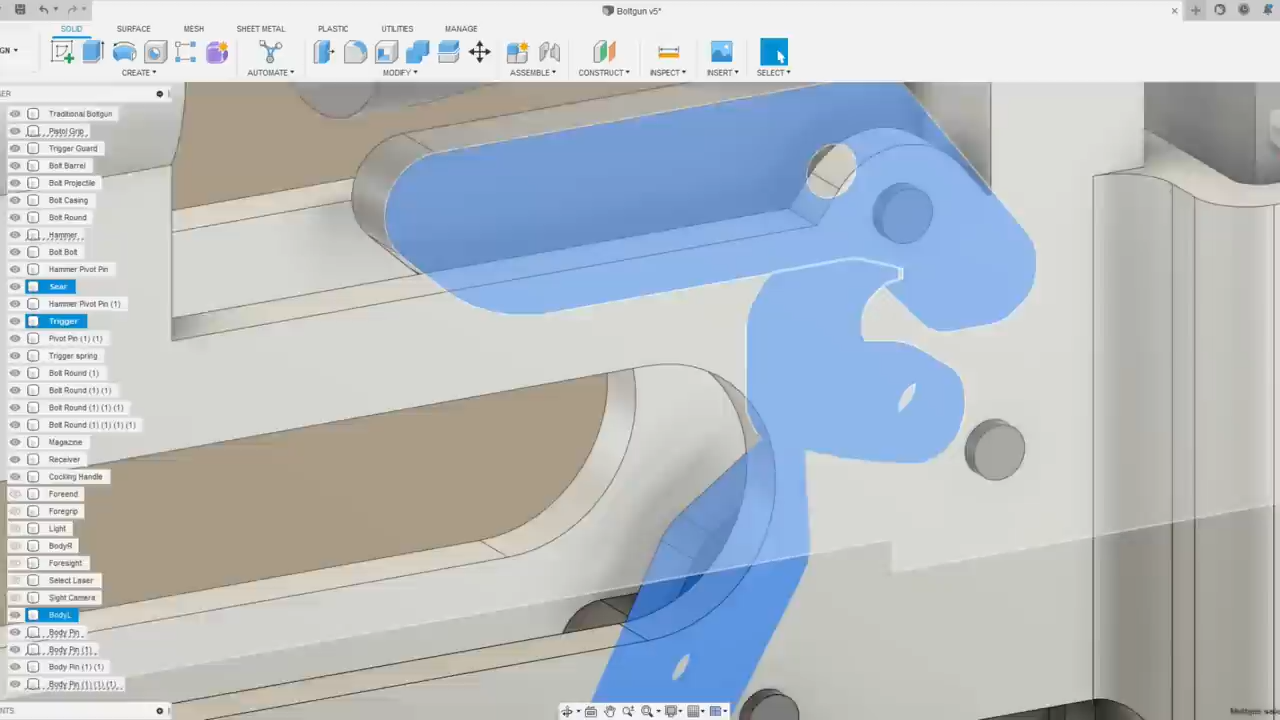 Boltgun v5*
SOLID SURFACE MESH SHEET METAL PLASTIC UTILITIES MANAGE
GN
CREATE AUTOMATE MODIFY ASSEMBLE CONSTRUCT INSPECT INSERT SELECT
SER
Traditional Boltgun
Pistol Grip
Trigger Guard
Bolt Barrel
Bolt Projectile
Bolt Casing
Bolt Round
Hammer
Bolt Bolt
Hammer Pivot Pin
Sear
Hammer Pivot Pin (1)
Trigger
Pivot Pin (1) (1)
Trigger spring
Bolt Round (1)
Bolt Round (1) (1)
Bolt Round (1) (1) (1)
Bolt Round (1) (1) (1) (1)
Magazine
Receiver
Cocking Handle
Foreend
Foregrip
Light
BodyR
Foresight
Select Laser
Sight Camera
BodyL
Body Pin
Body Pin (1)
Body Pin (1) (1)
Body Pin (1) (1) (1)
ENTS